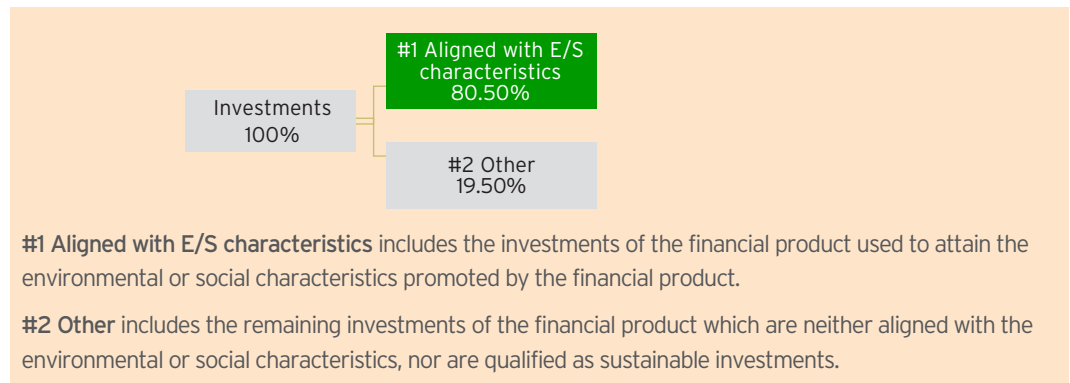 #1 Aligned with E/S
characteristics
80.50%
Investments
100%
#2 Other
19.50%
#1 Aligned with E/S characteristics includes the investments of the financial product used to attain the
environmental or social characteristics promoted by the financial product.
#2 Other includes the remaining investments of the financial product which are neither aligned with the
environmental or social characteristics, nor are qualified as sustainable investments.